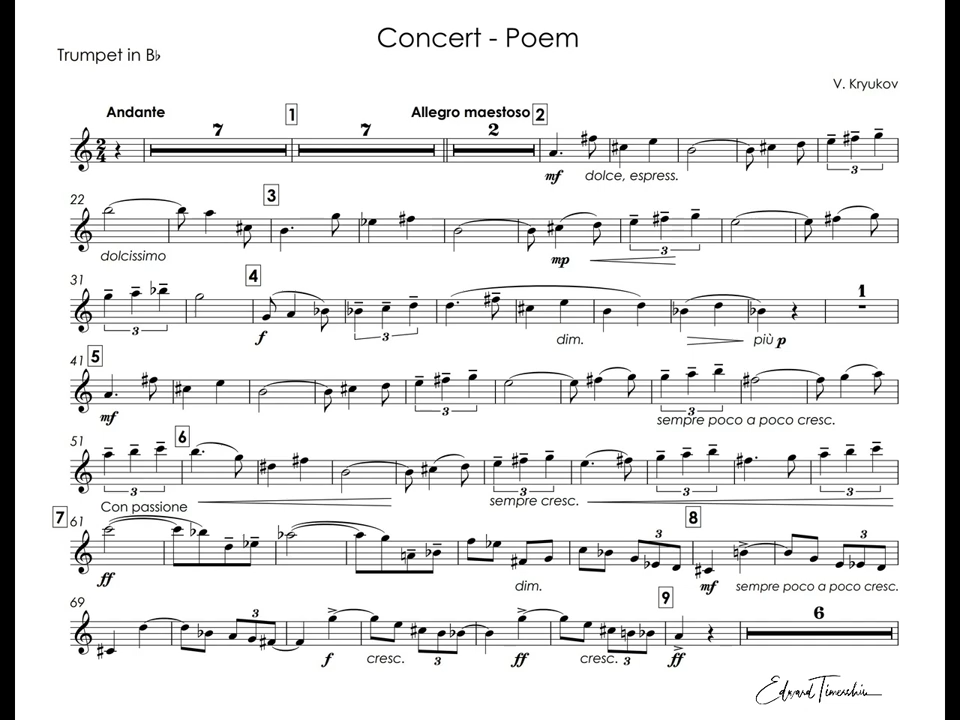 Concert - Poem
Trumpet in B♭
V. Kryukov
Andante 7 1 7 Allegro maestoso 2 2
mf dolce, espress. 3
22 3
dolcissimo mp 3
31 4 1
3 f 3 dim. più p
41 5
mf 3 3
sempre poco a poco cresc.
51 6
3 3 3 3
sempre cresc.
7 61 Con passione 8 3 3
ff dim. mf sempre poco a poco cresc.
69 3 9 6
f cresc. 3 ff cresc. 3 ff
Edward Timershin